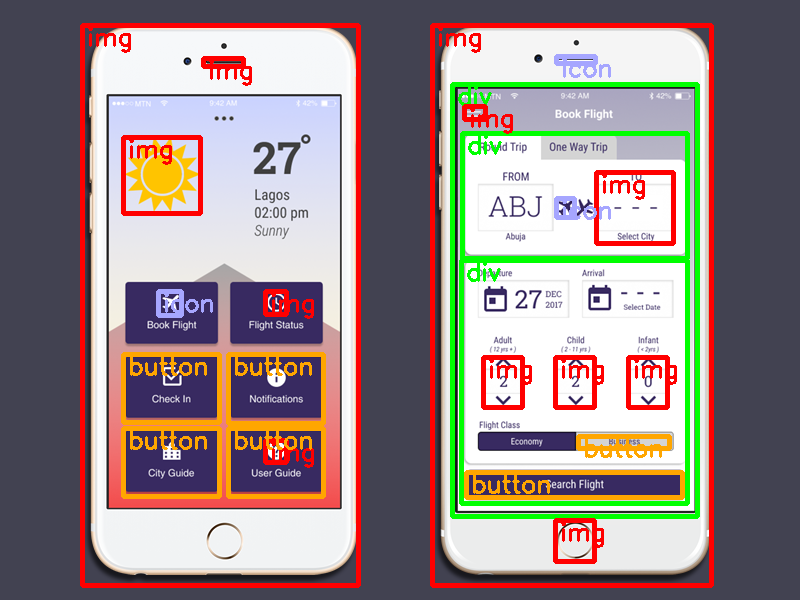 img
img
●●●○○ MTN 9:42 AM 42%
•••
img
27°
Lagos
02:00 pm
Sunny
icon
Book Flight
img
Flight Status
button
Check In
button
Notifications
button
City Guide
button
img
User Guide
img
icon
div
MTN 9:42 AM 42%
img
Book Flight
div
Round Trip
One Way Trip
FROM
TO
img
ABJ
icon
- - -
Abuja
Select City
div
Departure
Arrival
27 DEC 2017
- - -
Select Date
Adult
( 12 yrs + )
Child
( 2 - 11 yrs )
Infant
( < 2yrs )
img
2
img
2
img
0
Flight Class
Economy
Business
button
button
Search Flight
img